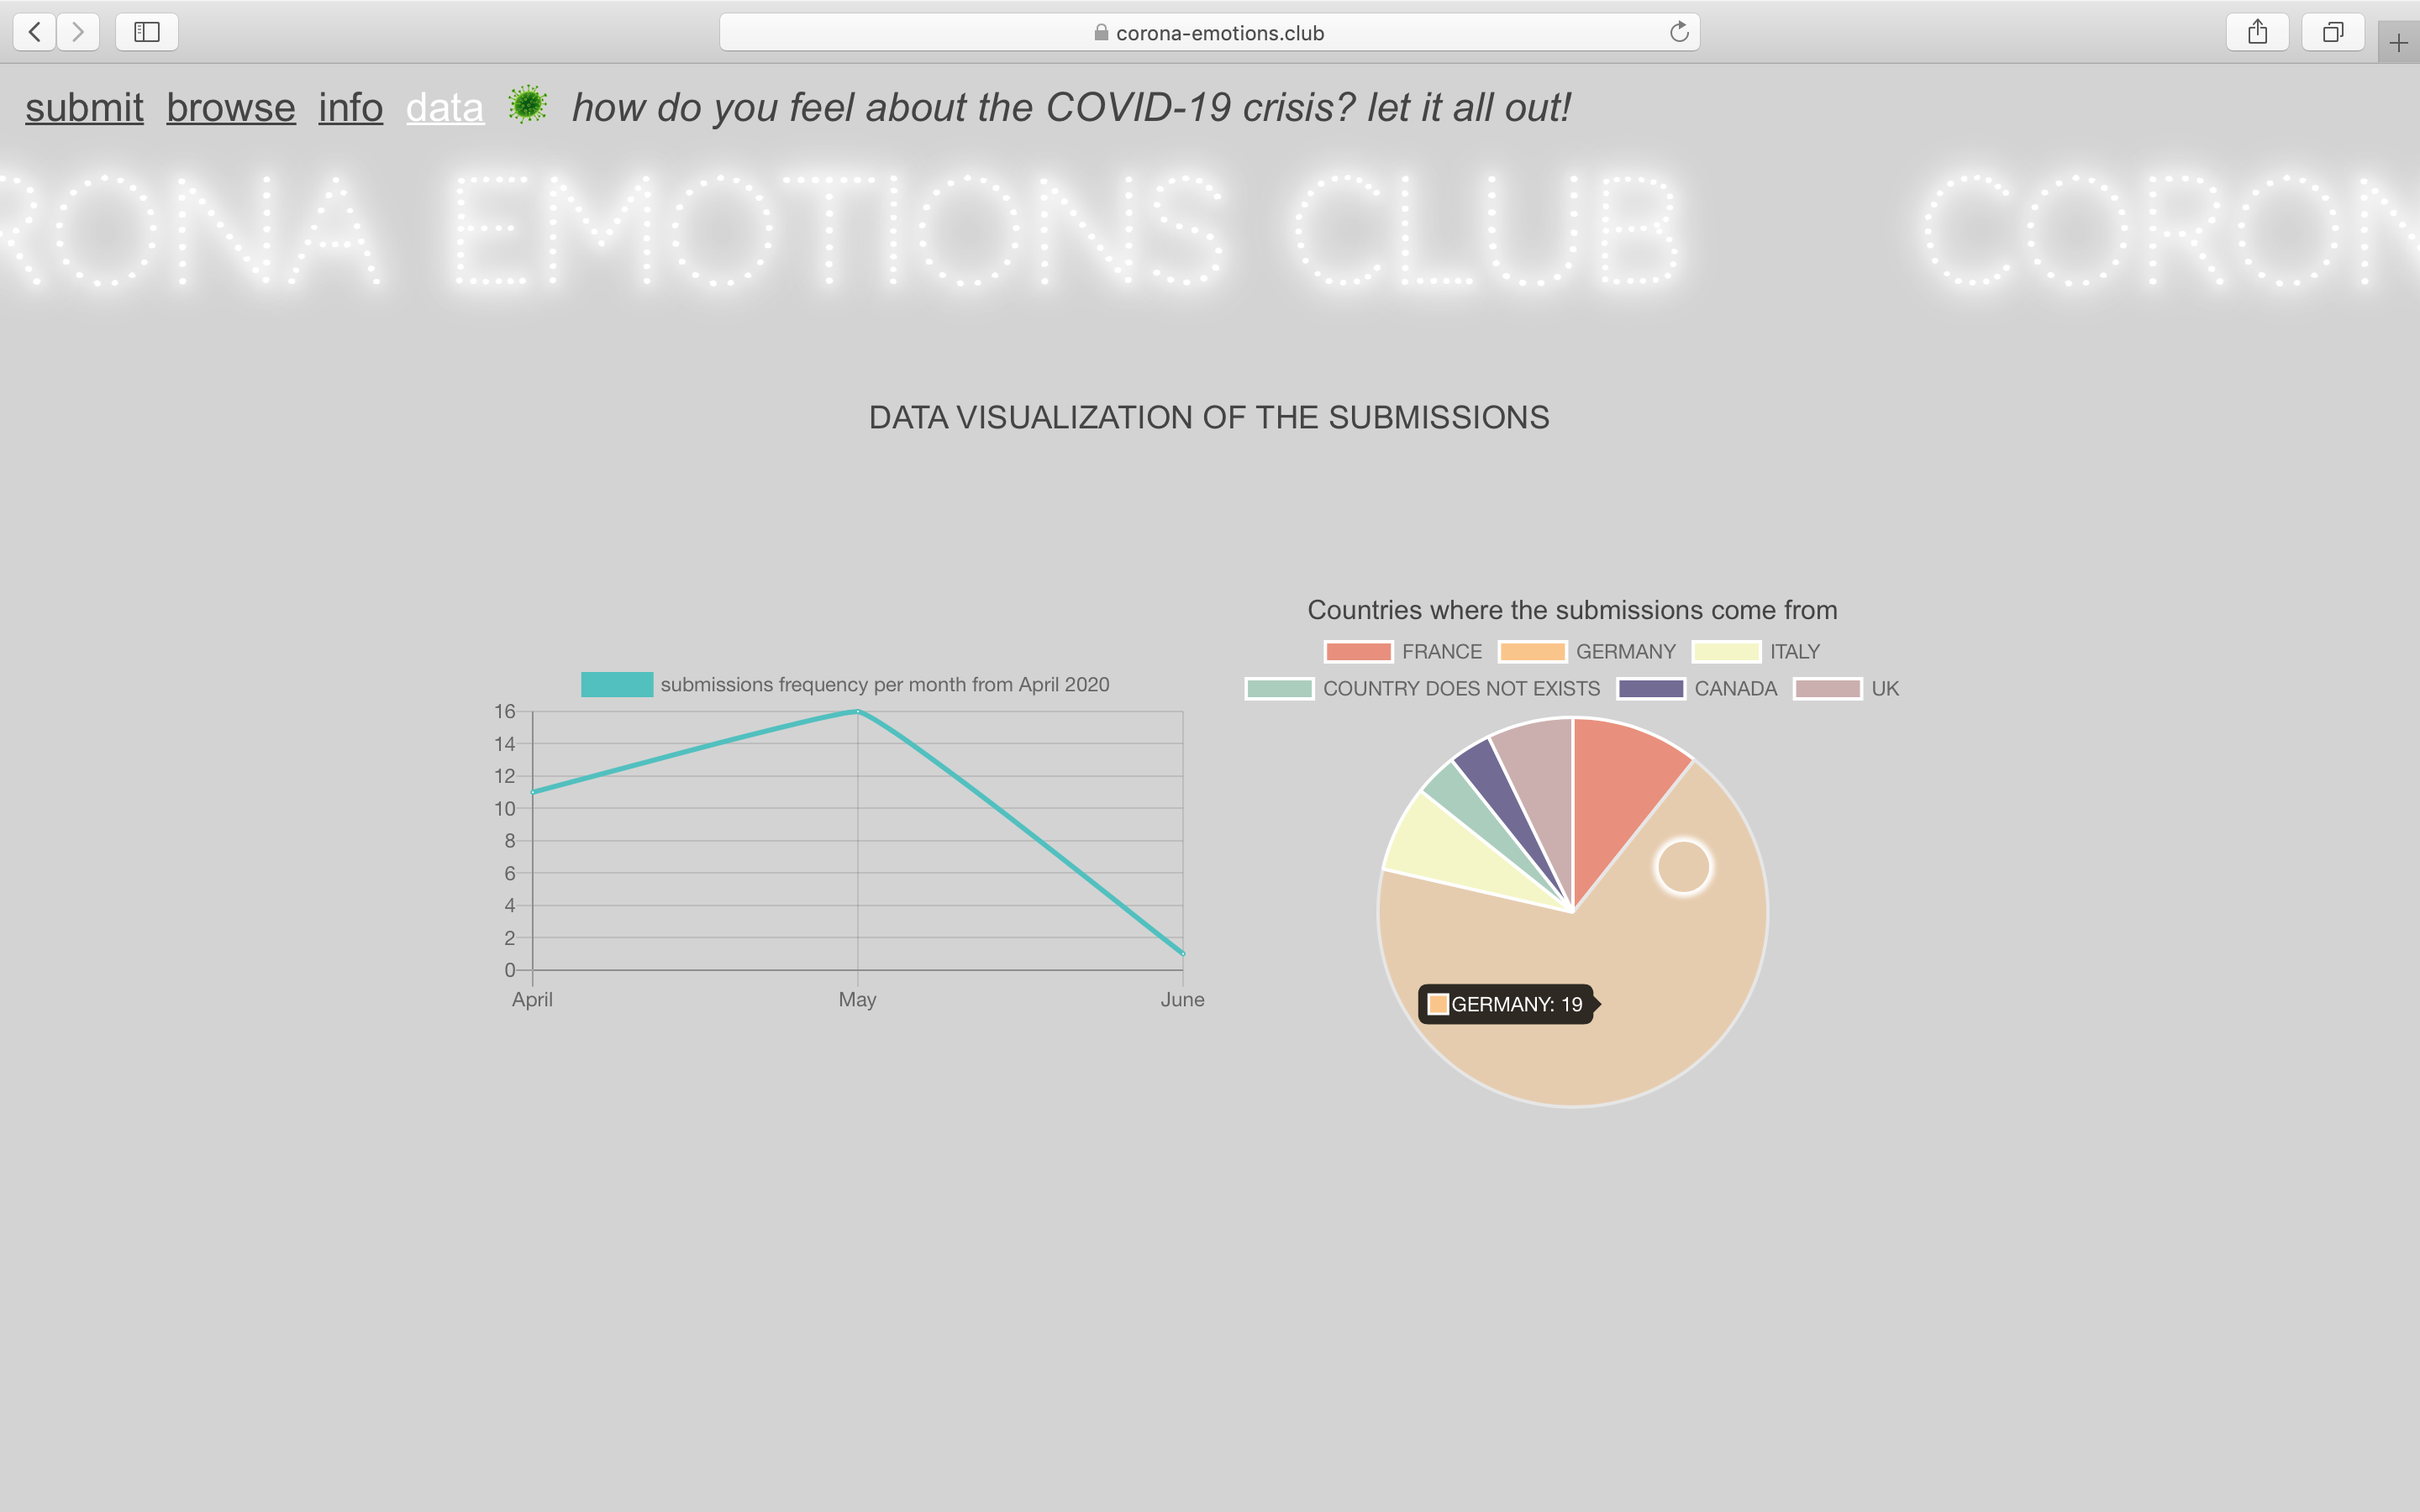 corona-emotions.club
submit browse info data how do you feel about the COVID-19 crisis? let it all out!
RONA EMOTIONS CLUB CORON
DATA VISUALIZATION OF THE SUBMISSIONS
submissions frequency per month from April 2020
16
14
12
10
8
6
4
2
0
April May June
Countries where the submissions come from
FRANCE GERMANY ITALY
COUNTRY DOES NOT EXISTS CANADA UK
GERMANY: 19